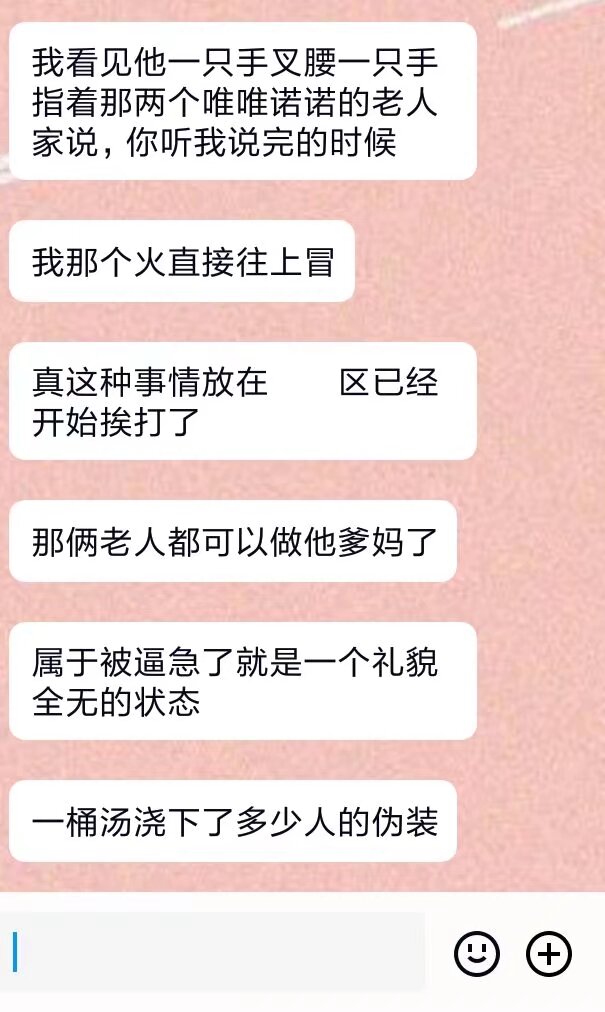 我看见他一只手叉腰一只手
指着那两个唯唯诺诺的老人
家说，你听我说完的时候
我那个火直接往上冒
真这种事情放在 区已经
开始挨打了
那俩老人都可以做他爹妈了
属于被逼急了就是一个礼貌
全无的状态
一桶汤浇下了多少人的伪装